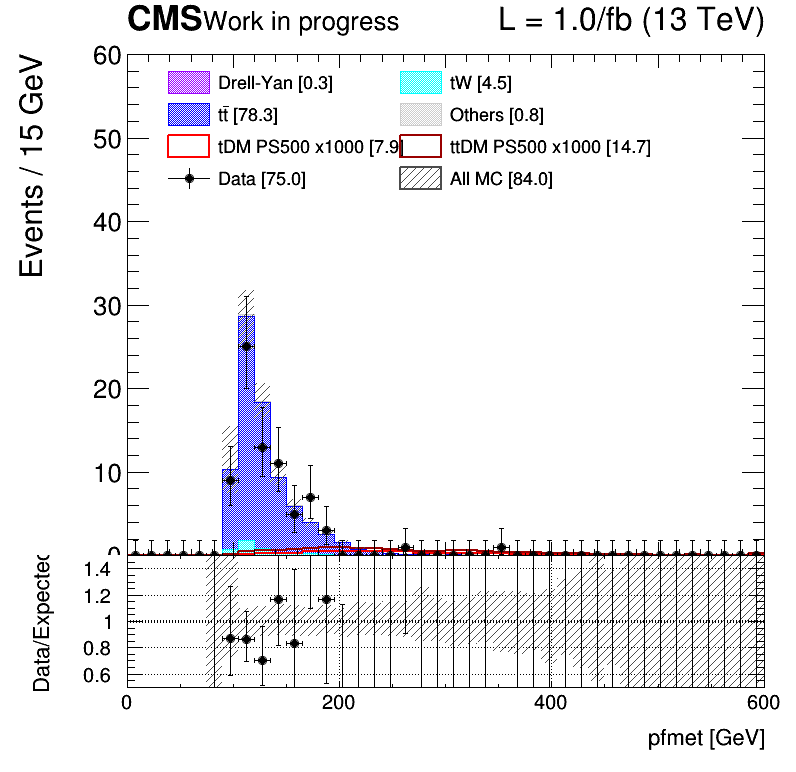 CMS Work in progress L = 1.0/fb (13 TeV)
Events / 15 GeV
60
50
40
30
20
10
0
Drell-Yan [0.3] tW [4.5]
tt̄ [78.3] Others [0.8]
tDM PS500 x1000 [7.9] ttDM PS500 x1000 [14.7]
Data [75.0] All MC [84.0]
Data/Expected
1.4
1.2
1
0.8
0.6
0 200 400 600
pfmet [GeV]